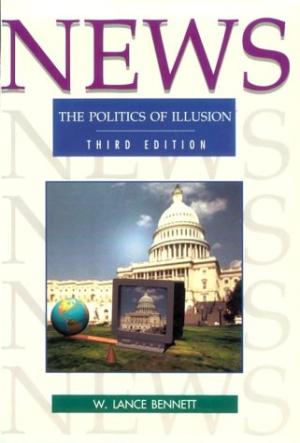 NEWS
THE POLITICS OF ILLUSION
THIRD EDITION
NEWS
NEWS
NEWS
NEWS
W. LANCE BENNETT